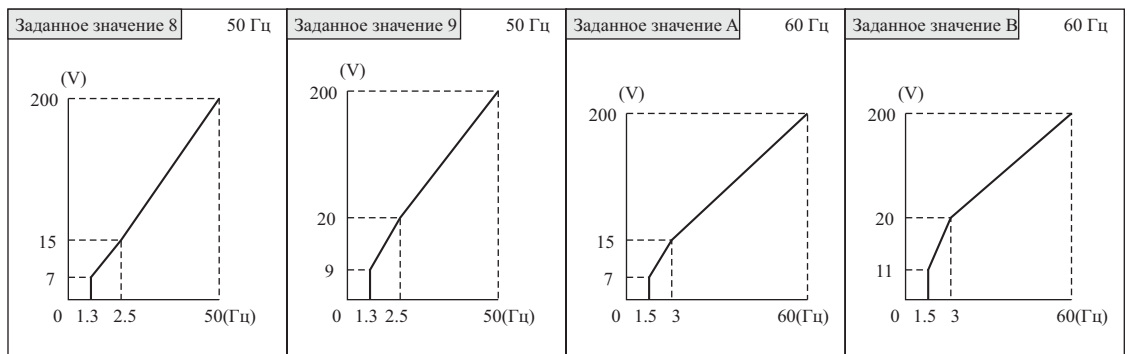 Заданное значение 8 50 Гц
(V)
200
15
7
0 1.3 2.5 50(Гц)
Заданное значение 9 50 Гц
(V)
200
20
9
0 1.3 2.5 50(Гц)
Заданное значение A 60 Гц
(V)
200
15
7
0 1.5 3 60(Гц)
Заданное значение B 60 Гц
(V)
200
20
11
0 1.5 3 60(Гц)